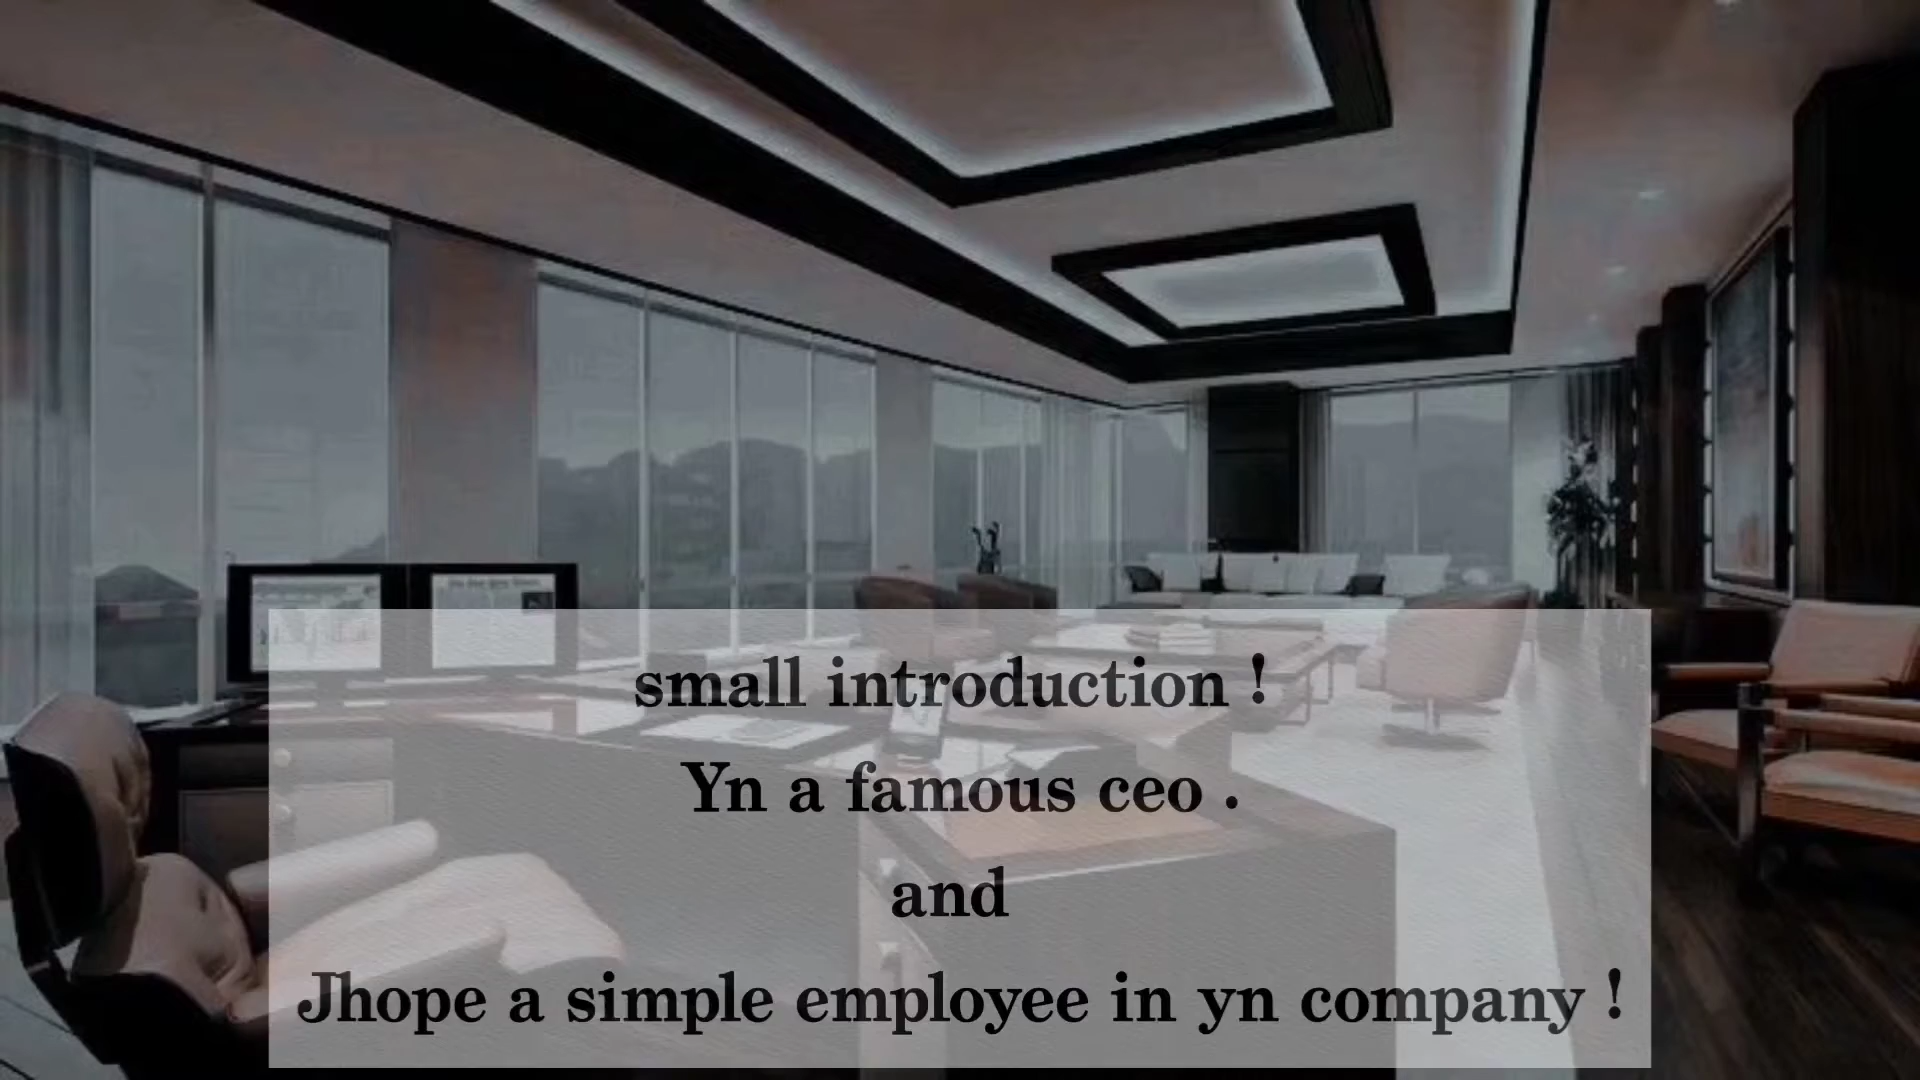 small introduction !
Yn a famous ceo .
and
Jhope a simple employee in yn company !